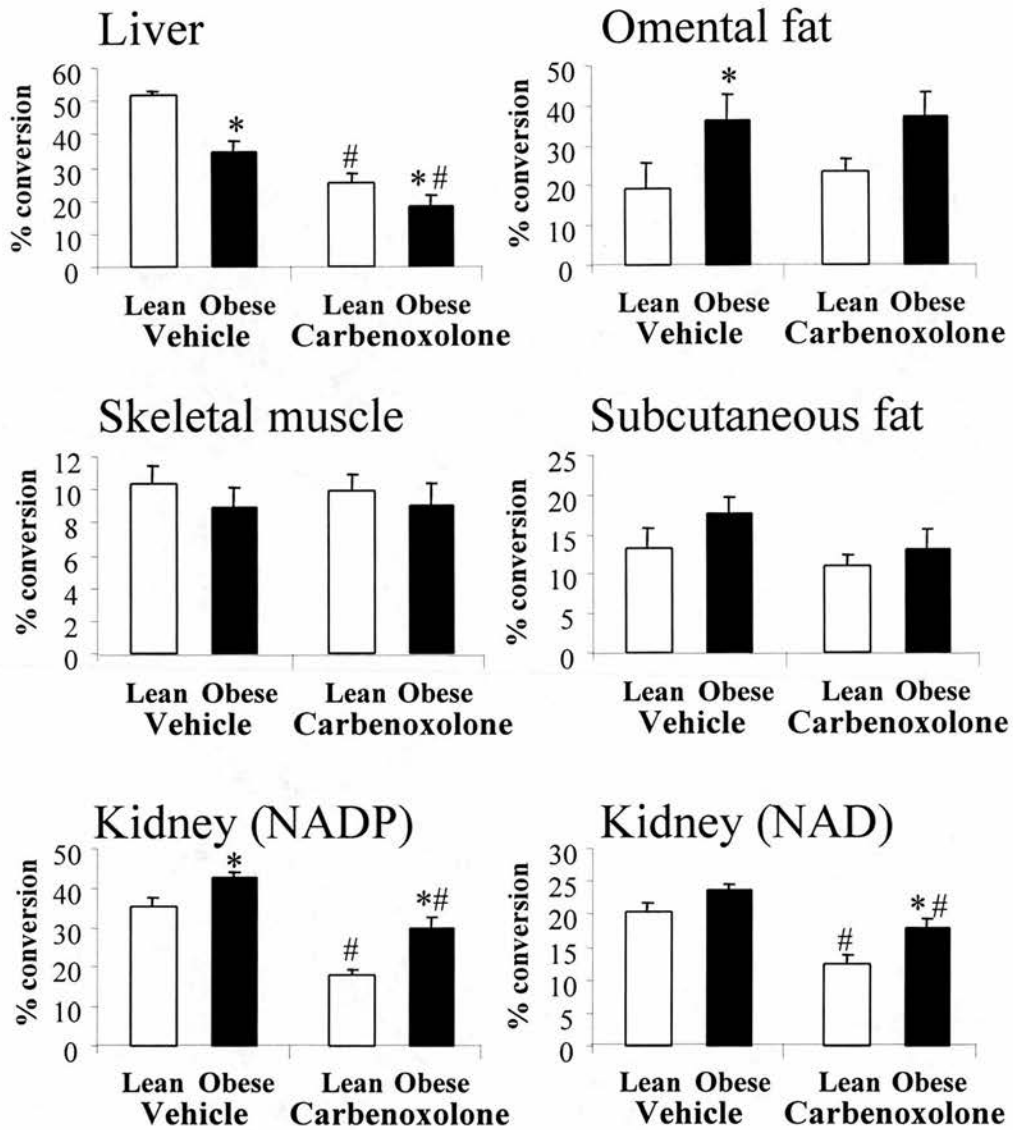 Liver
% conversion
60
50
40
30
20
10
0
*
#
*#
Lean Obese Lean Obese
Vehicle Carbenoxolone
Omental fat
% conversion
50
40
30
20
10
0
*
Lean Obese Lean Obese
Vehicle Carbenoxolone
Skeletal muscle
% conversion
12
10
8
6
4
2
0
Lean Obese Lean Obese
Vehicle Carbenoxolone
Subcutaneous fat
% conversion
25
20
15
10
5
0
Lean Obese Lean Obese
Vehicle Carbenoxolone
Kidney (NADP)
% conversion
50
40
30
20
10
0
*
#
*#
Lean Obese Lean Obese
Vehicle Carbenoxolone
Kidney (NAD)
% conversion
30
25
20
15
10
5
0
#
*#
Lean Obese Lean Obese
Vehicle Carbenoxolone